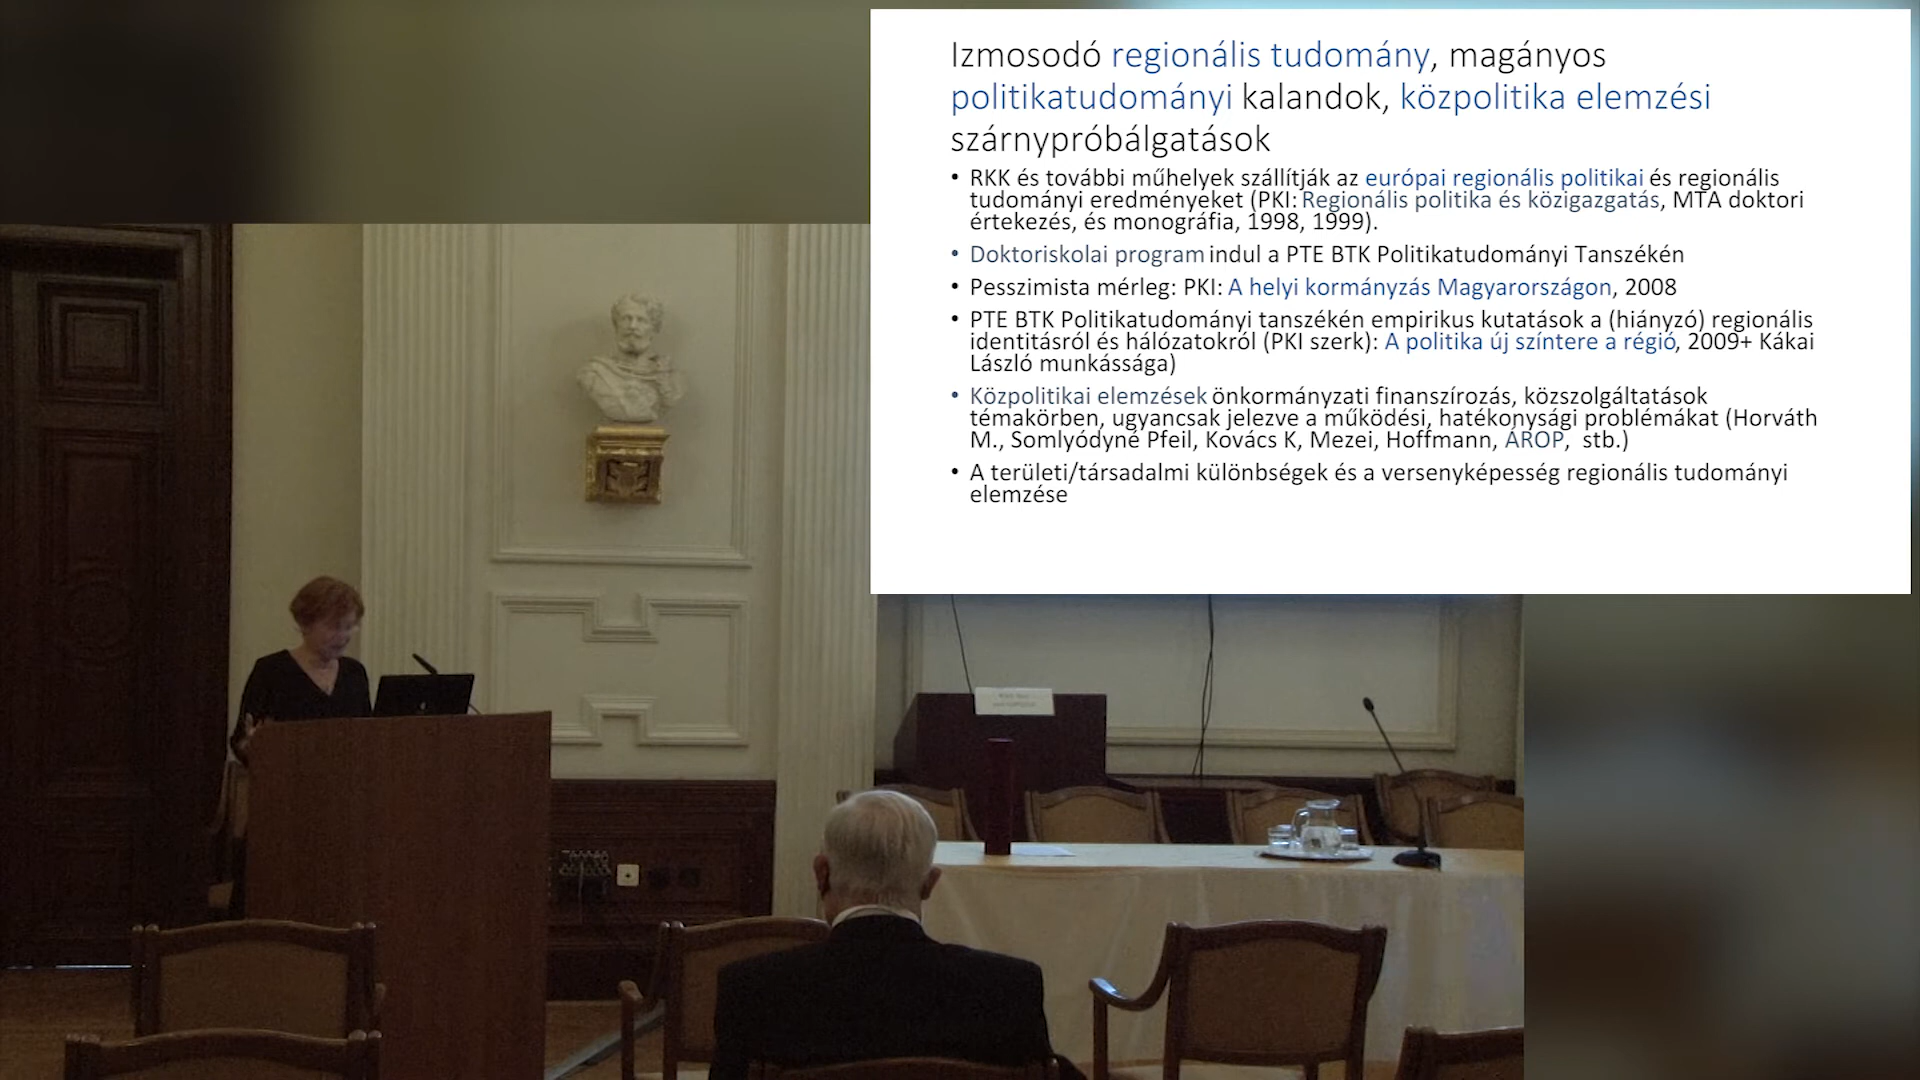 Izmosodó regionális tudomány, magányos
politikatudományi kalandok, közpolitika elemzési
szárnypróbálgatások
• RKK és további műhelyek szállítják az európai regionális politikai és regionális
tudományi eredményeket (PKI: Regionális politika és közigazgatás, MTA doktori
értekezés, és monográfia, 1998, 1999).
• Doktoriskolai program indul a PTE BTK Politikatudományi Tanszékén
• Pesszimista mérleg: PKI: A helyi kormányzás Magyarországon, 2008
• PTE BTK Politikatudományi tanszékén empirikus kutatások a (hiányzó) regionális
identitásról és hálózatokról (PKI szerk): A politika új színtere a régió, 2009+ Kákai
László munkássága)
• Közpolitikai elemzések önkormányzati finanszírozás, közszolgáltatások
témakörben, ugyancsak jelezve a működési, hatékonysági problémákat (Horváth
M., Somlyódyné Pfeil, Kovács K, Mezei, Hoffmann, ÁROP, stb.)
• A területi/társadalmi különbségek és a versenyképesség regionális tudományi
elemzése